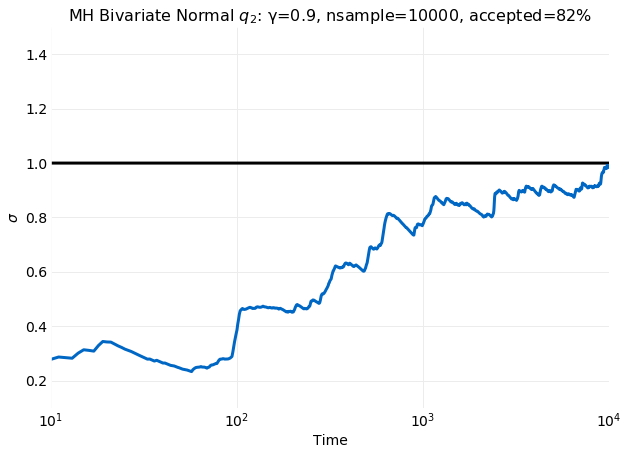 MH Bivariate Normal $q_2$: γ=0.9, nsample=10000, accepted=82%
1.4
1.2
1.0
0.8
0.6
0.4
0.2
σ
10¹ 10² 10³ 10⁴
Time